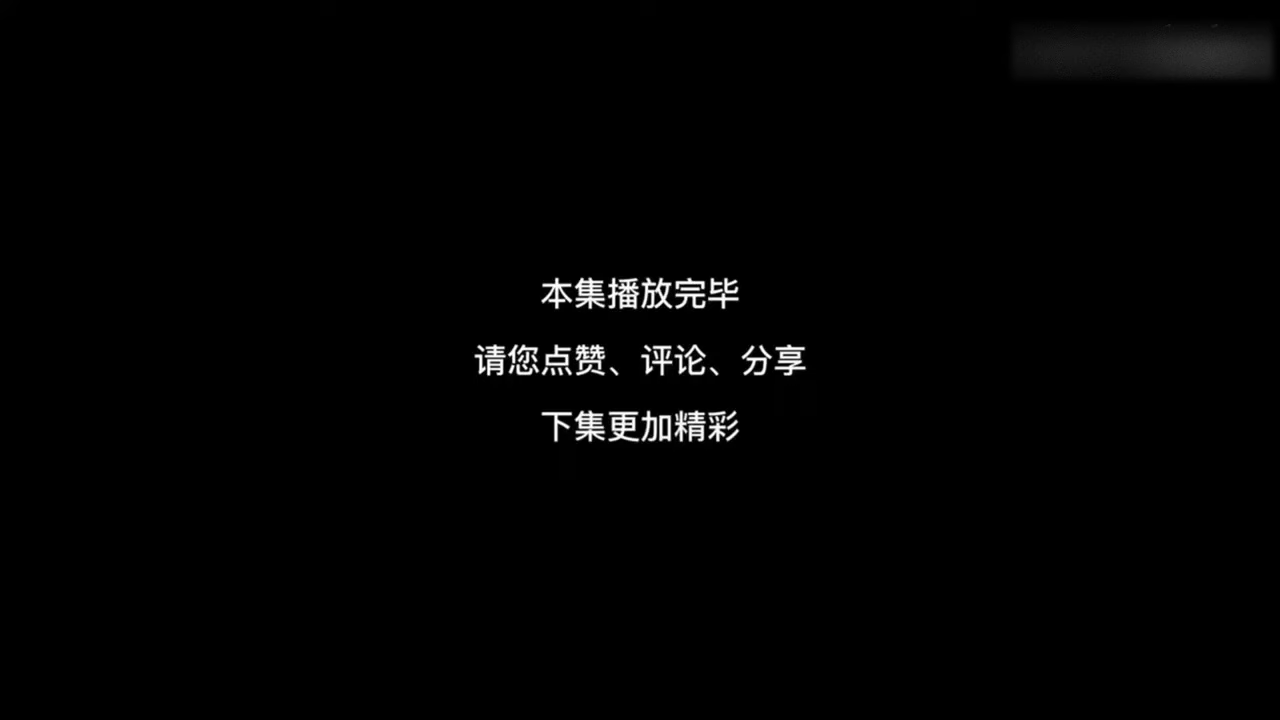 本集播放完毕
请您点赞、评论、分享
下集更加精彩